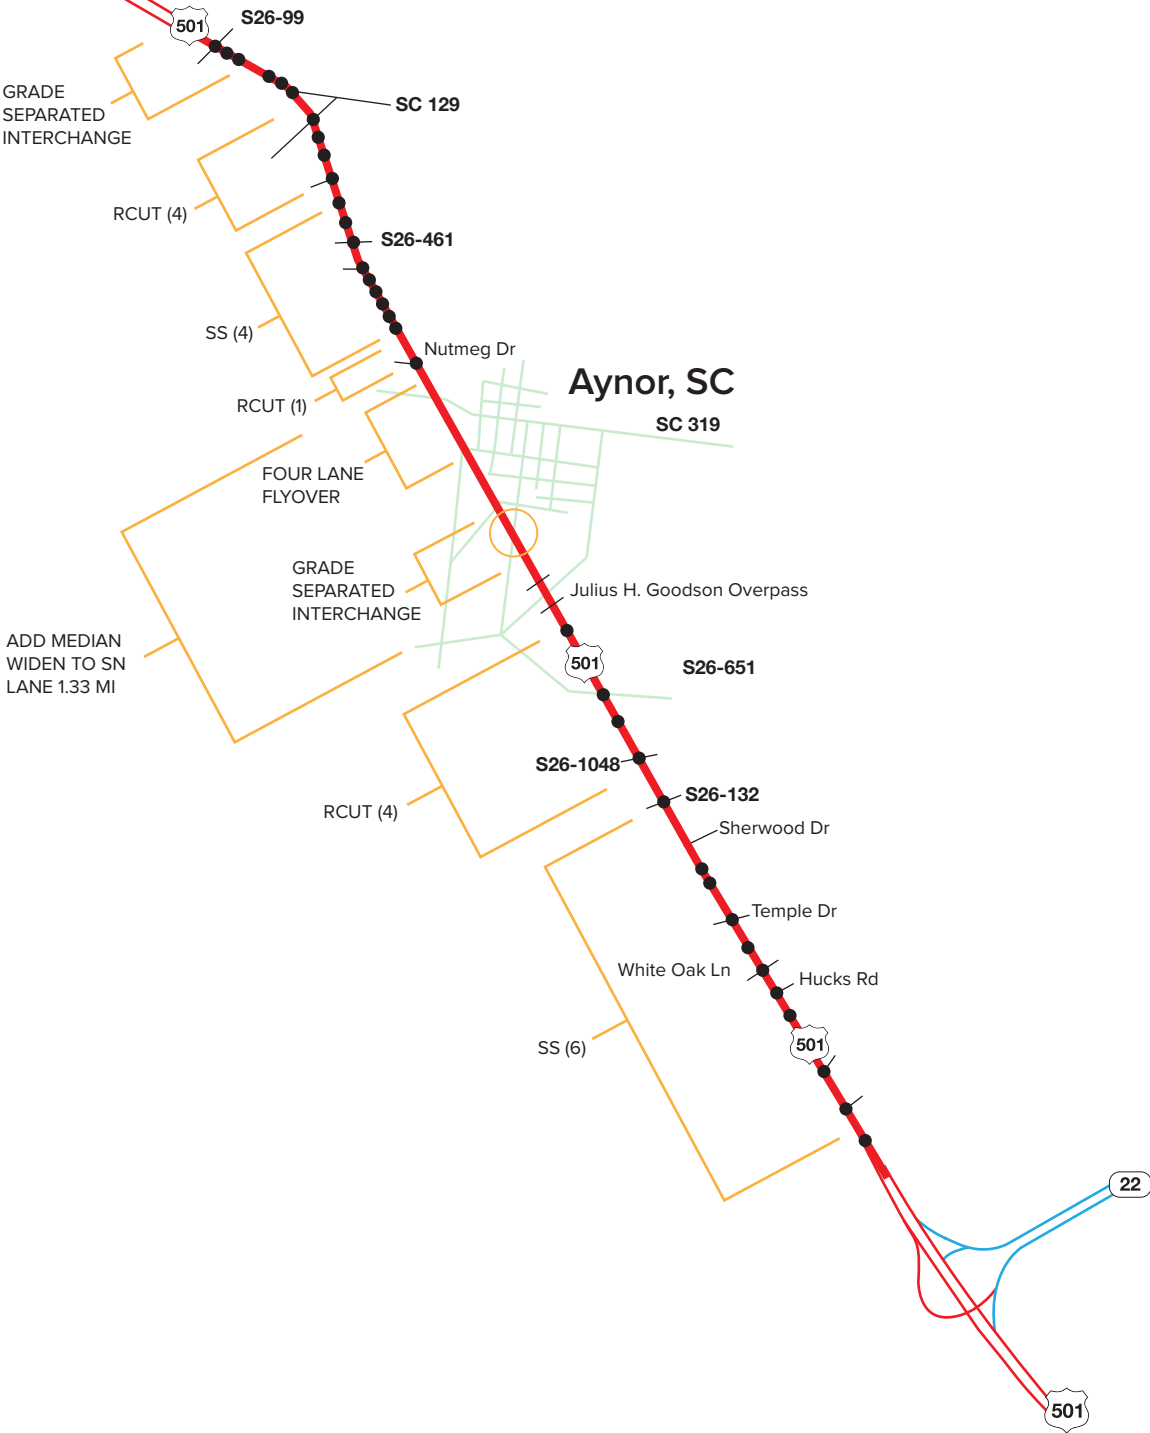 501
S26-99
GRADE
SEPARATED
INTERCHANGE
SC 129
RCUT (4)
S26-461
SS (4)
Nutmeg Dr
Aynor, SC
RCUT (1)
SC 319
FOUR LANE
FLYOVER
GRADE
SEPARATED
INTERCHANGE
Julius H. Goodson Overpass
ADD MEDIAN
WIDEN TO SN
LANE 1.33 MI
501
S26-651
S26-1048
S26-132
RCUT (4)
Sherwood Dr
Temple Dr
White Oak Ln
Hucks Rd
501
SS (6)
22
501